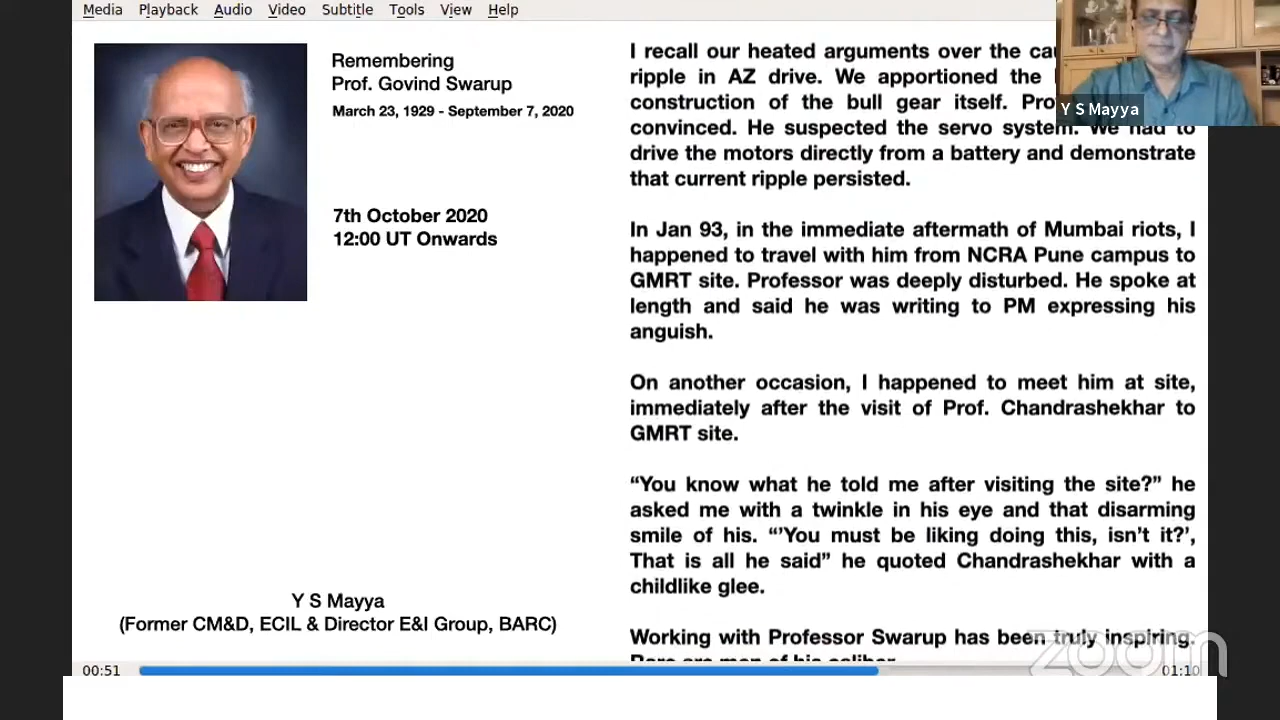 Media Playback Audio Video Subtitle Tools View Help
Remembering
Prof. Govind Swarup
March 23, 1929 - September 7, 2020
7th October 2020
12:00 UT Onwards
Y S Mayya
(Former CM&D, ECIL & Director E&I Group, BARC)
I recall our heated arguments over the
ripple in AZ drive. We apportioned the
construction of the bull gear itself.
convinced. He suspected the servo system. We had to
drive the motors directly from a battery and demonstrate
that current ripple persisted.
In Jan 93, in the immediate aftermath of Mumbai riots, I
happened to travel with him from NCRA Pune campus to
GMRT site. Professor was deeply disturbed. He spoke at
length and said he was writing to PM expressing his
anguish.
On another occasion, I happened to meet him at site,
immediately after the visit of Prof. Chandrashekhar to
GMRT site.
“You know what he told me after visiting the site?” he
asked me with a twinkle in his eye and that disarming
smile of his. “’You must be liking doing this, isn’t it?’,
That is all he said” he quoted Chandrashekhar with a
childlike glee.
Working with Professor Swarup has been truly inspiring.
Rare are men of his caliber
Y S Mayya
00:51
01:10
zoom